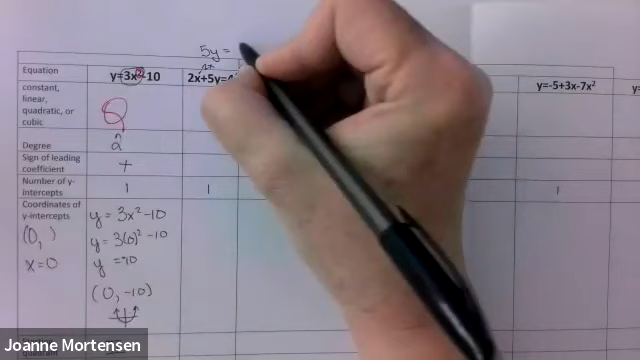 5y =
Equation y=3x²-10 2x+5y=4 y=-5+3x-7x²
constant,
linear,
quadratic, or
cubic
Q
Degree 2
Sign of leading
coefficient +
Number of y-
intercepts 1 1 1
Coordinates of
y-intercepts
y = 3x²-10
(0, ) y = 3(0)²-10
x=0 y =-10
(0, -10)
Joanne Mortensen
quadrant